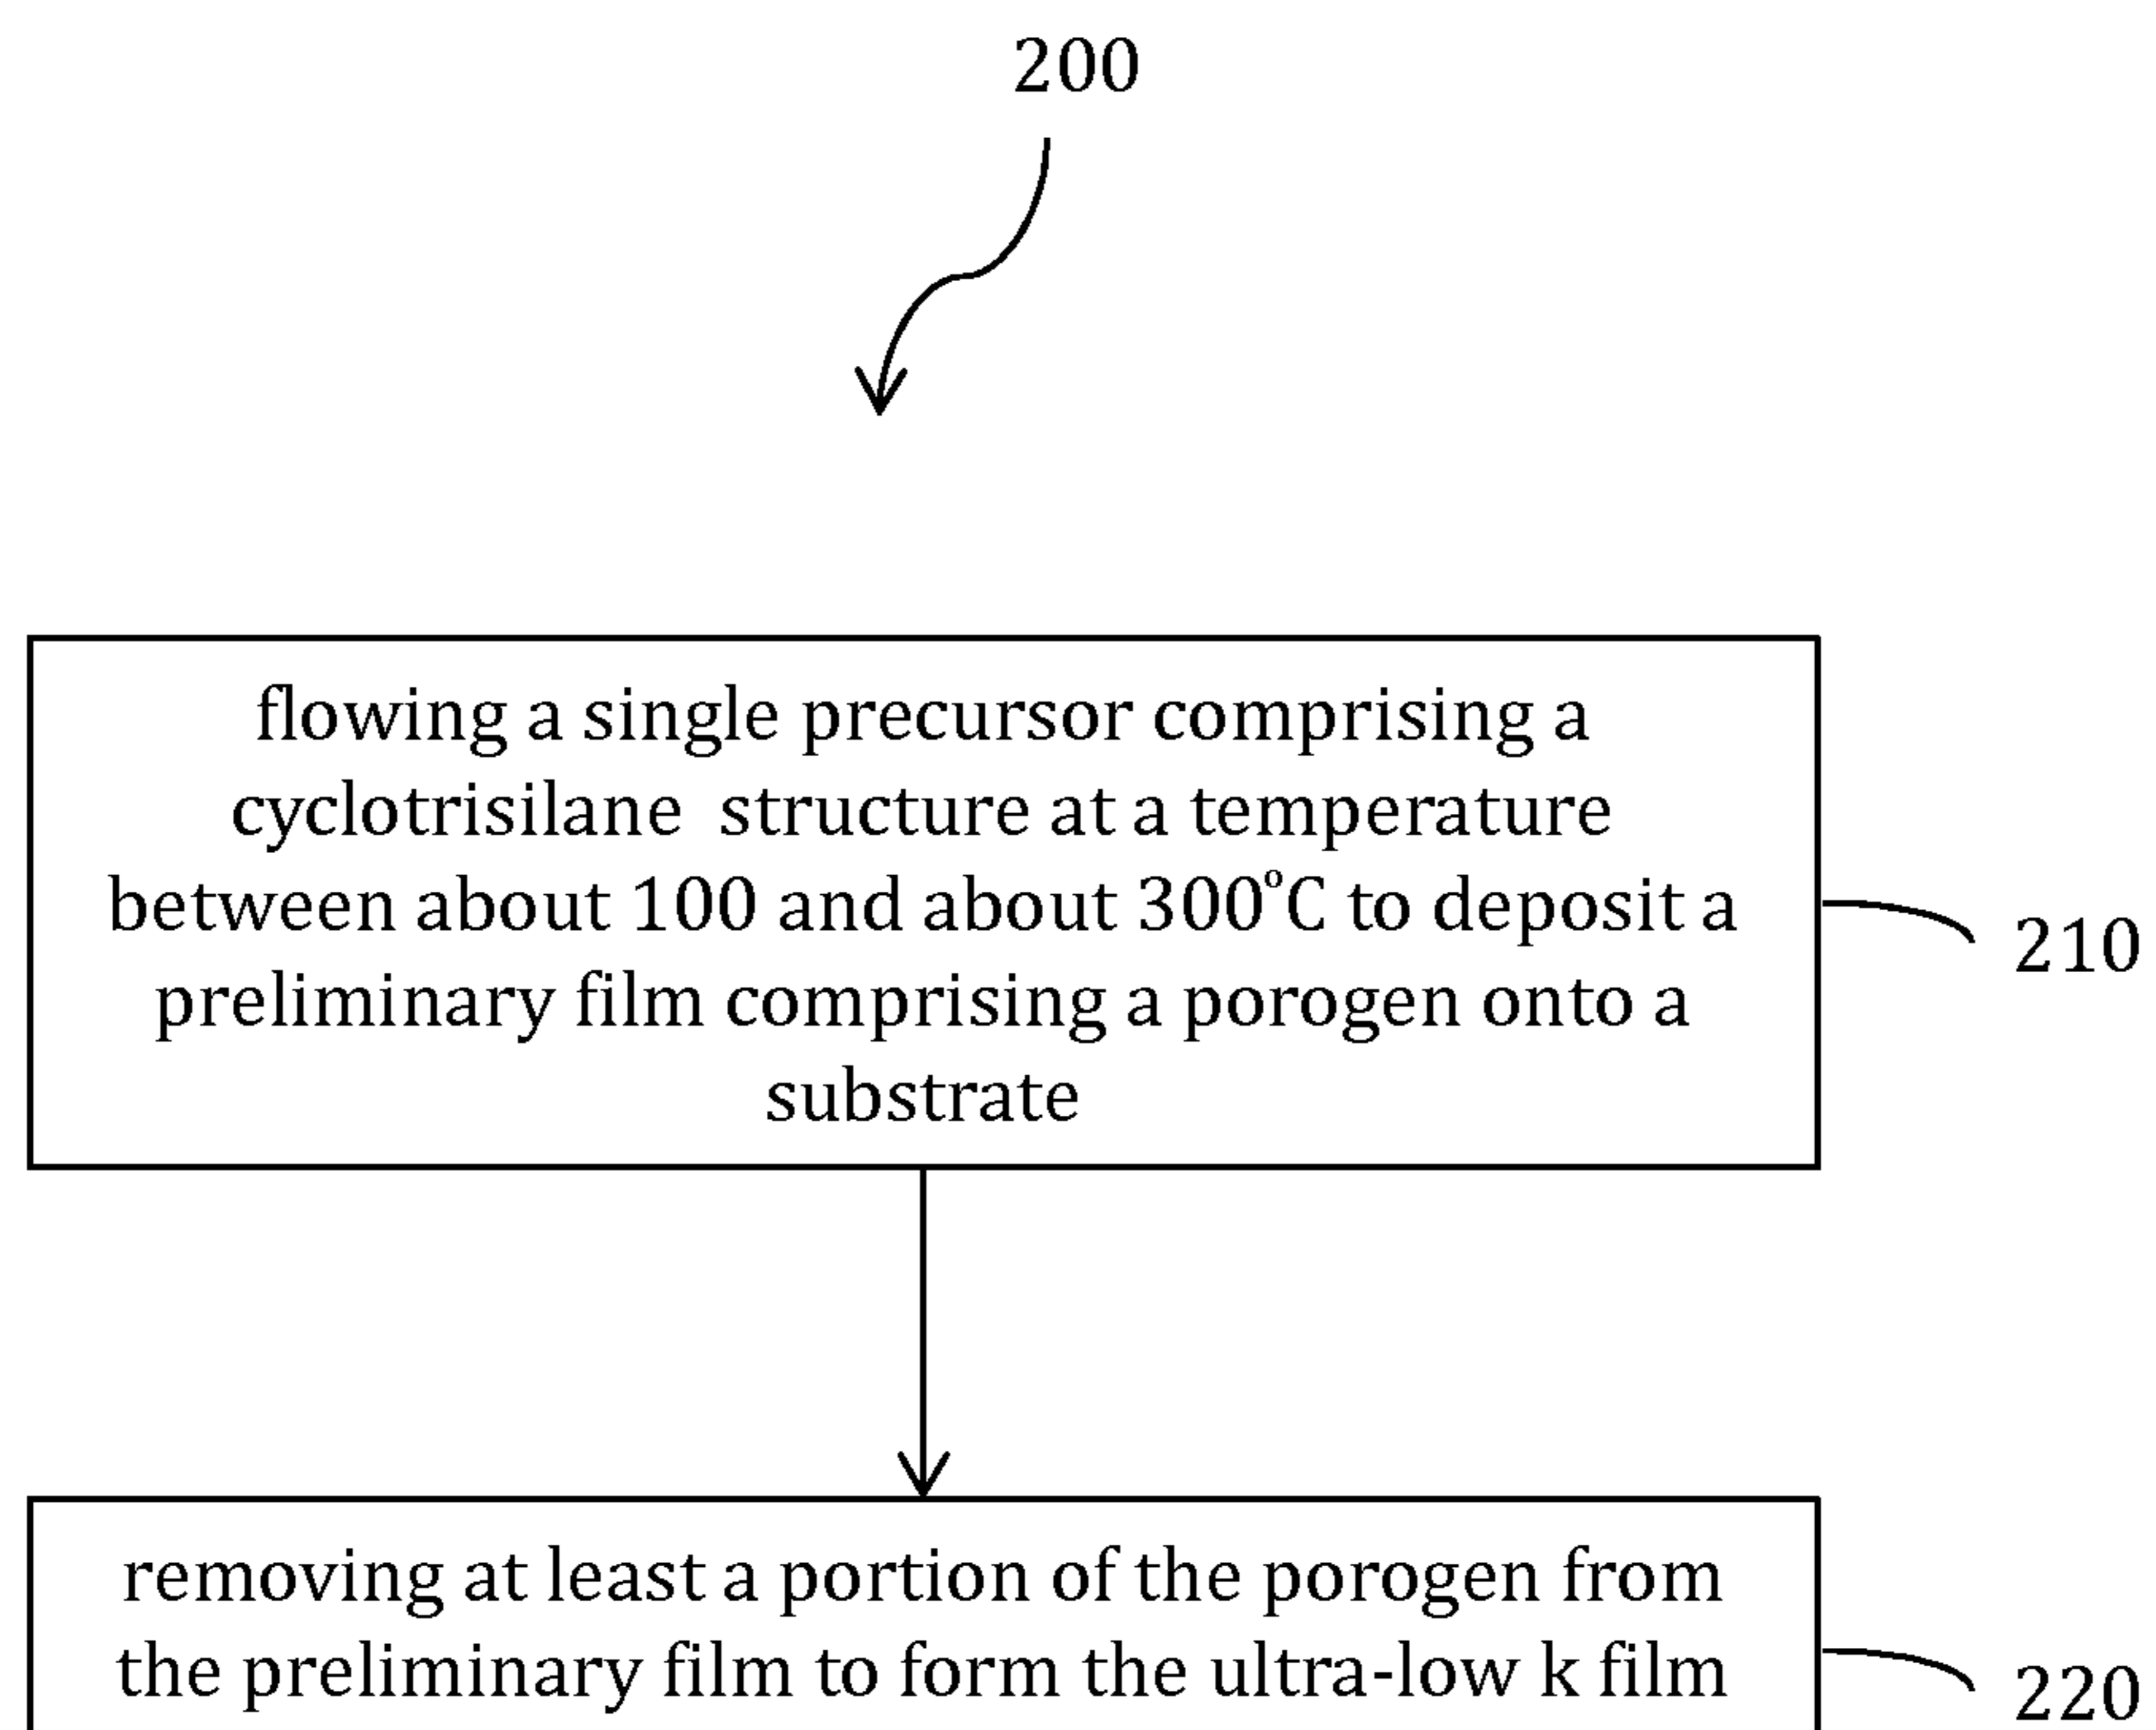 200
flowing a single precursor comprising a
cyclotrisilane structure at a temperature
between about 100 and about 300°C to deposit a
preliminary film comprising a porogen onto a
substrate
210
removing at least a portion of the porogen from
the preliminary film to form the ultra-low k film
220